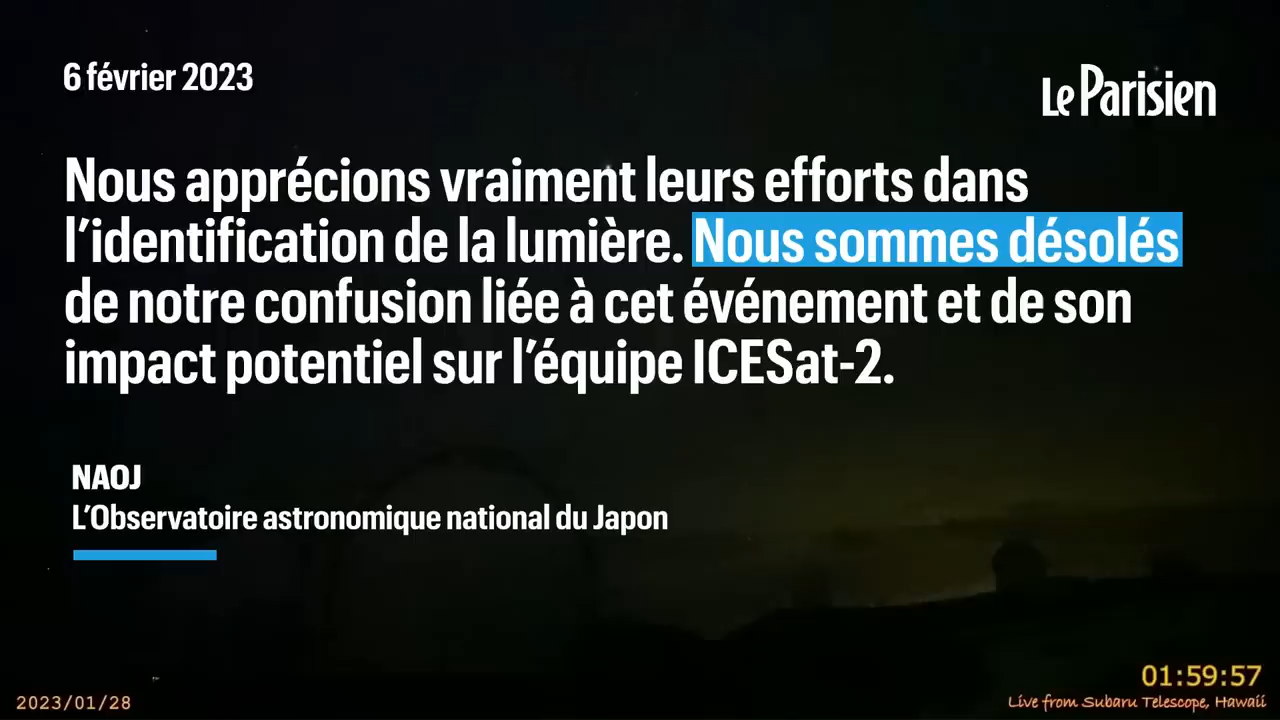 6 février 2023
Le Parisien
Nous apprécions vraiment leurs efforts dans
l’identification de la lumière. Nous sommes désolés
de notre confusion liée à cet événement et de son
impact potentiel sur l’équipe ICESat-2.
NAOJ
L’Observatoire astronomique national du Japon
01:59:57
2023/01/28
Live from Subaru Telescope, Hawaii